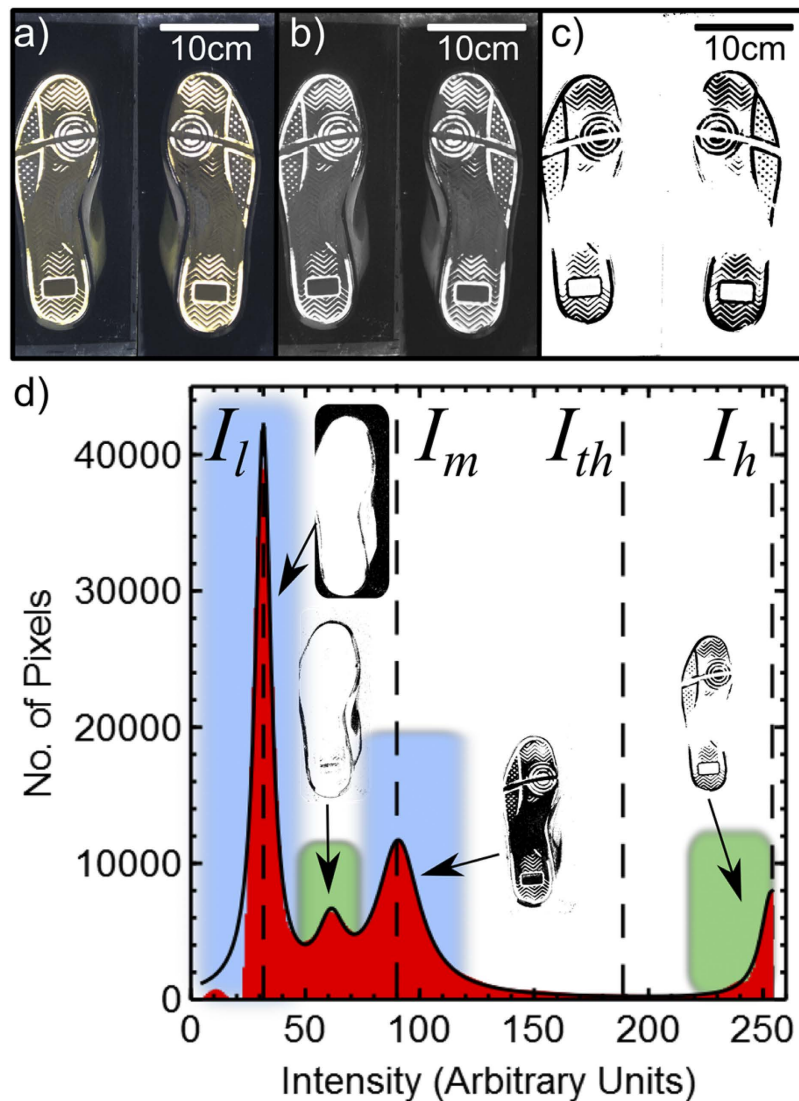 a) 10cm b) 10cm c) 10cm
d)
I_l I_m I_th I_h
40000
30000
20000
10000
0
No. of Pixels
0 50 100 150 200 250
Intensity (Arbitrary Units)